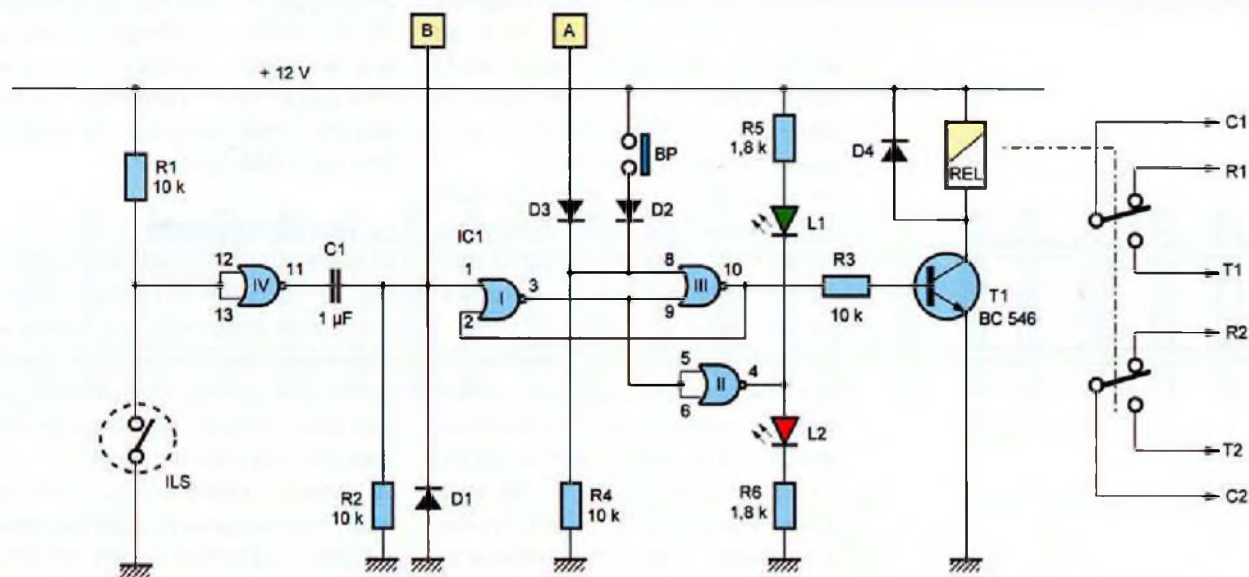 B
A
+ 12 V
R1
10 k
R5
1,8 k
BP
D4
REL
C1
R1
D3
D2
L1
T1
12
13
IV
11
C1
1 µF
IC1
1
2
I
3
8
9
III
10
R3
10 k
T1
BC 546
R2
5
6
II
4
L2
T2
C2
ILS
R2
10 k
D1
R4
10 k
R6
1,8 k